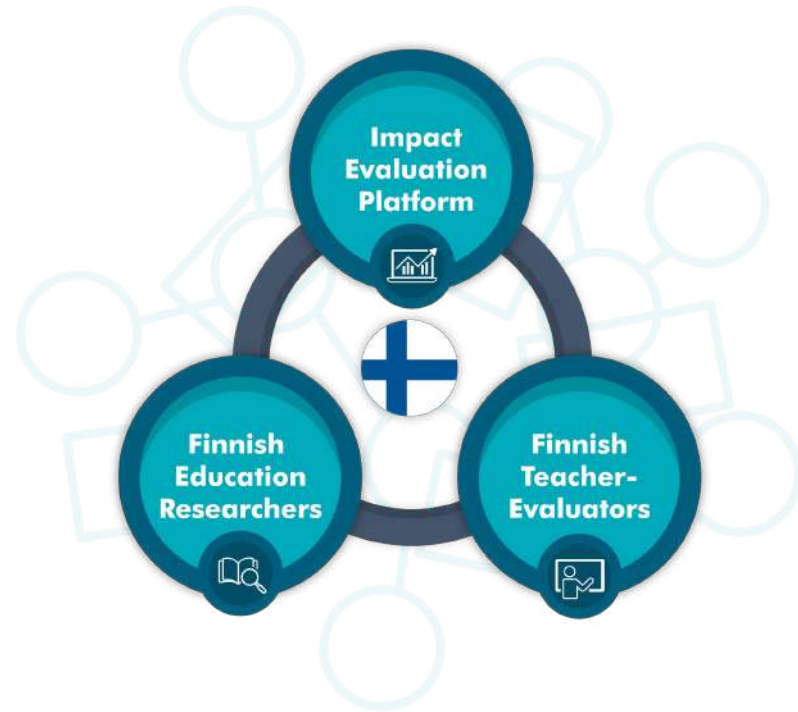 Impact
Evaluation
Platform
Finnish
Education
Researchers
Finnish
Teacher-
Evaluators